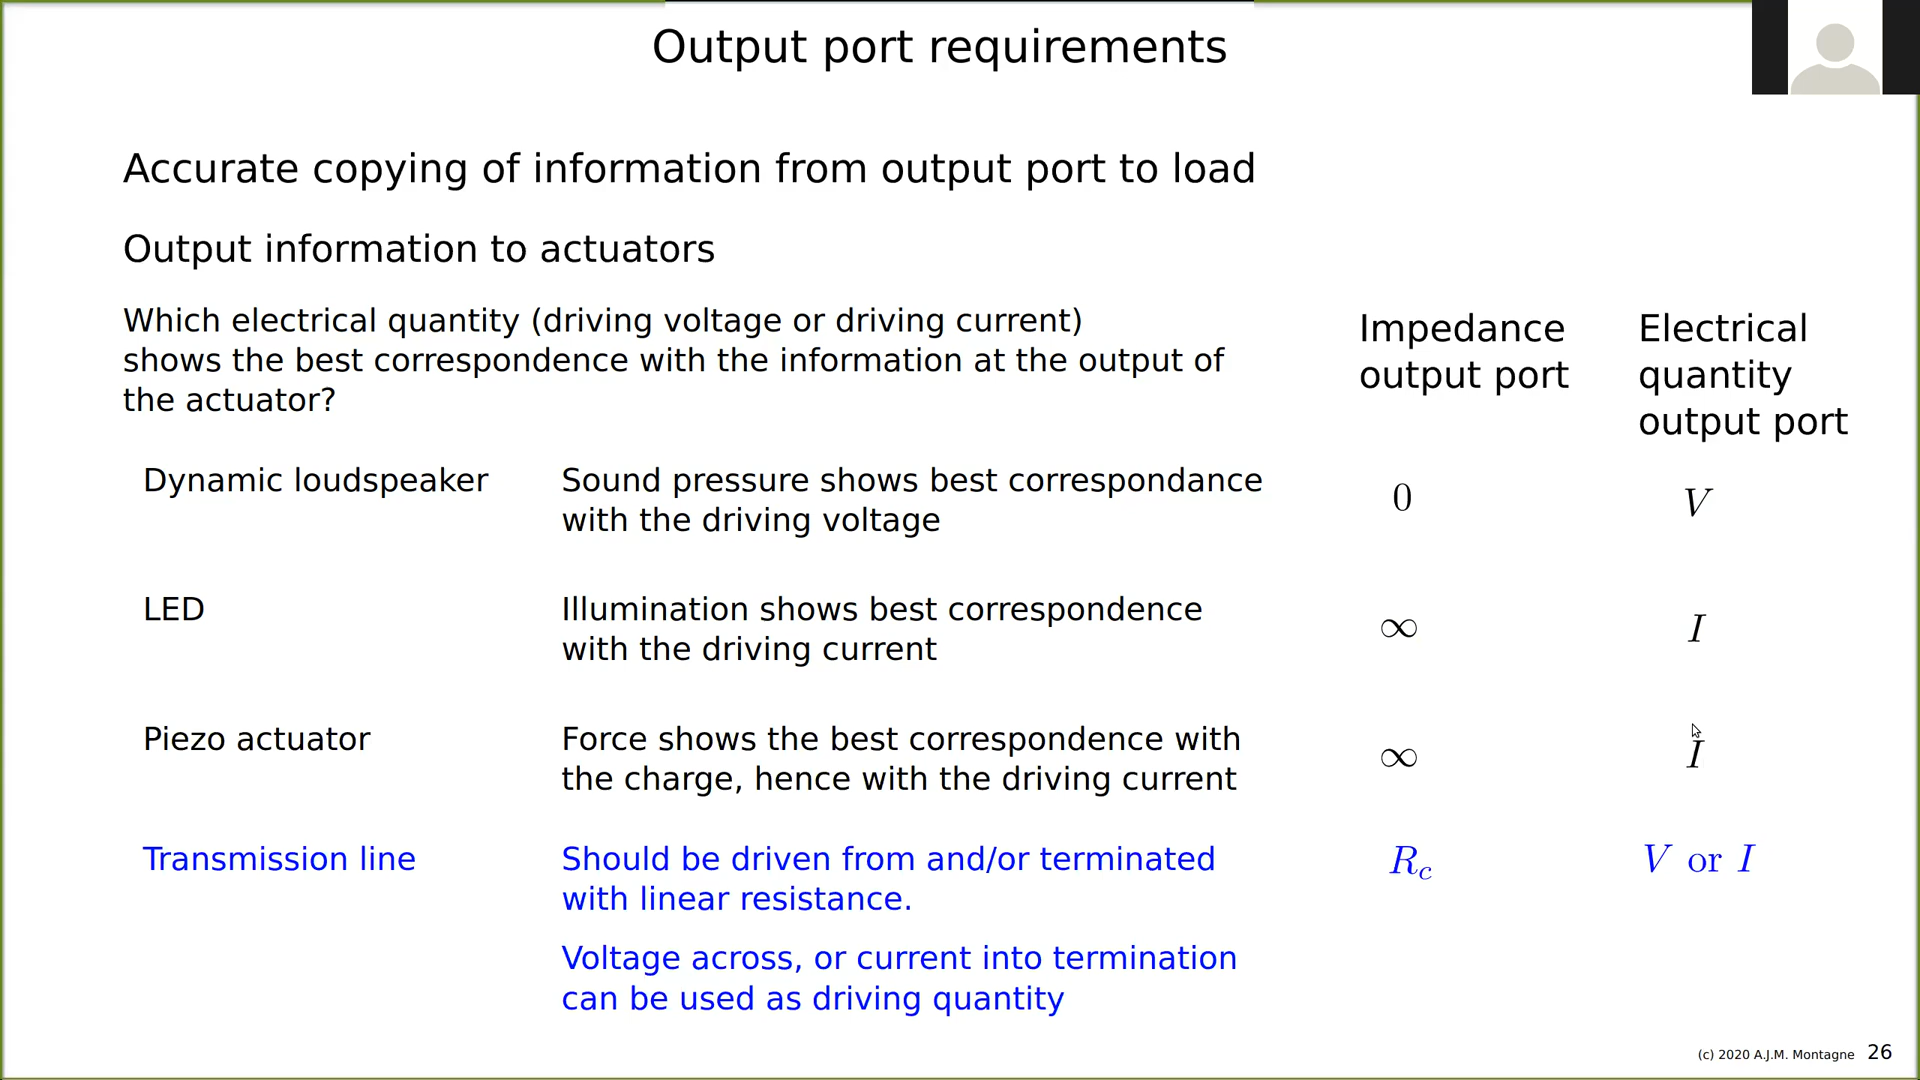 Output port requirements
Accurate copying of information from output port to load
Output information to actuators
Which electrical quantity (driving voltage or driving current)
shows the best correspondence with the information at the output of
the actuator?
Impedance
output port
Electrical
quantity
output port
Dynamic loudspeaker
Sound pressure shows best correspondance
with the driving voltage
0
V
LED
Illumination shows best correspondence
with the driving current
∞
I
Piezo actuator
Force shows the best correspondence with
the charge, hence with the driving current
∞
I
Transmission line
Should be driven from and/or terminated
with linear resistance.
R_c
V or I
Voltage across, or current into termination
can be used as driving quantity
(c) 2020 A.J.M. Montagne 26